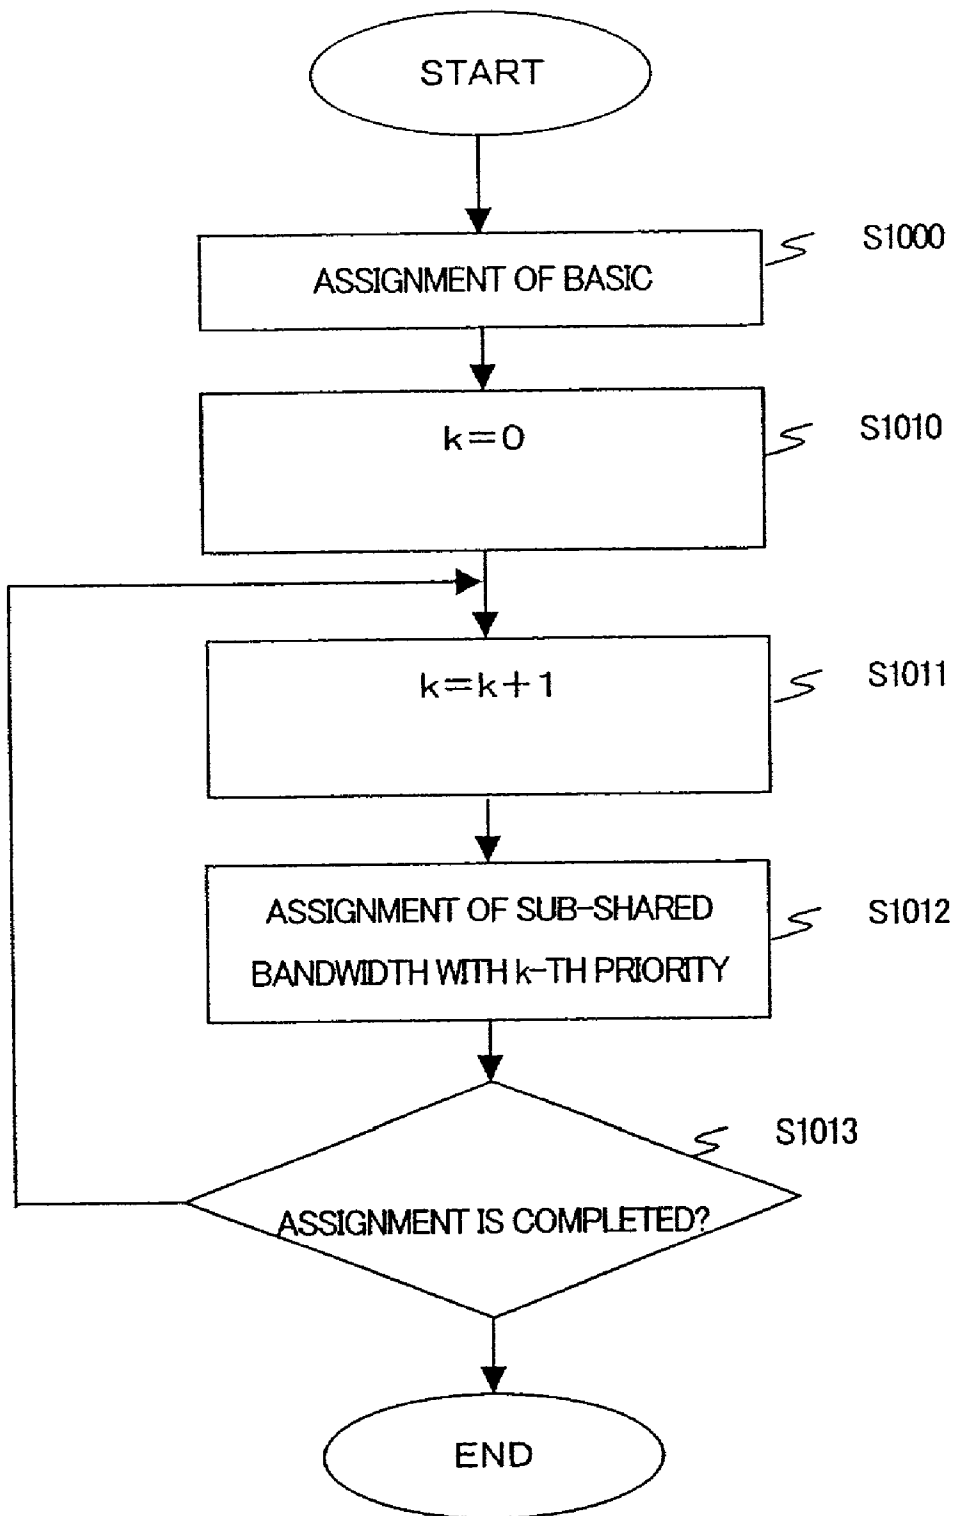 START
ASSIGNMENT OF BASIC
S1000
k=0
S1010
k=k+1
S1011
ASSIGNMENT OF SUB-SHARED
BANDWIDTH WITH k-TH PRIORITY
S1012
S1013
ASSIGNMENT IS COMPLETED?
END